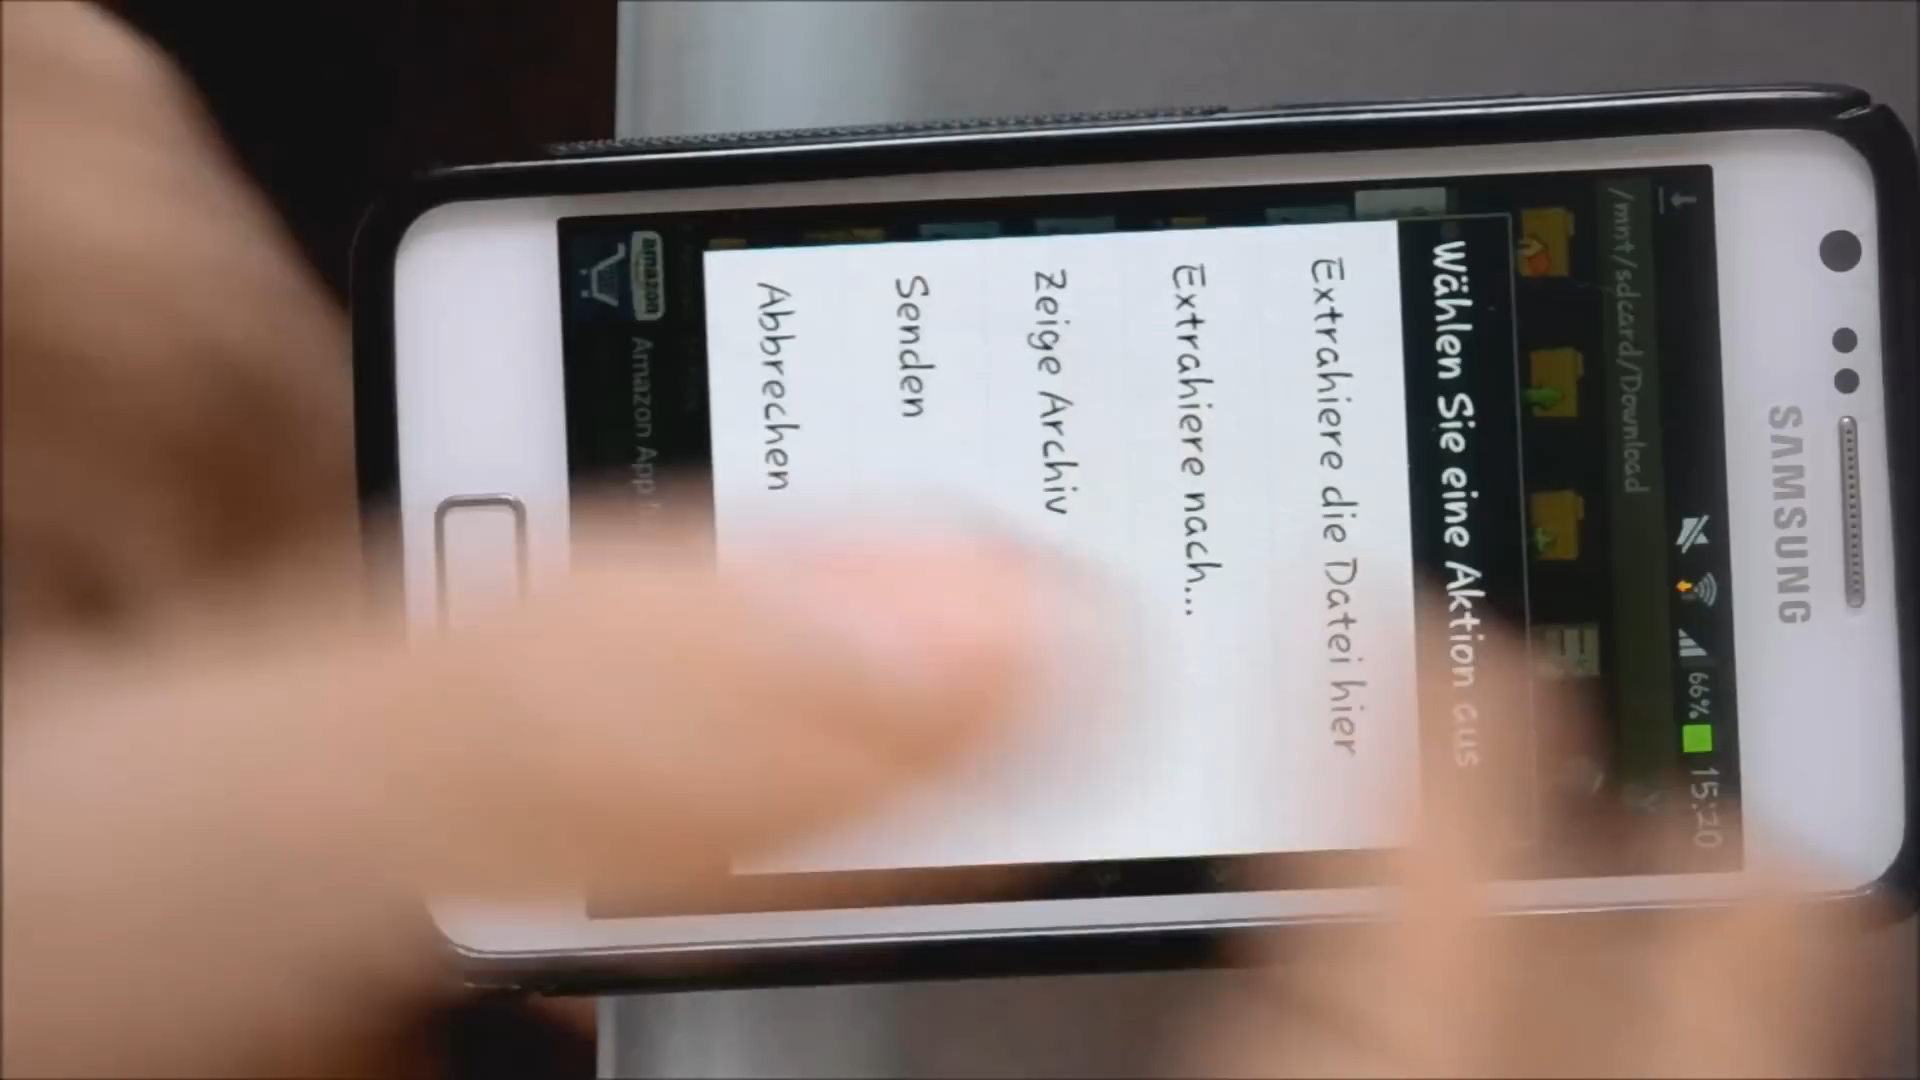 SAMSUNG
66% 15:20
/mnt/sdcard/Download
Wählen Sie eine Aktion aus
Extrahiere die Datei hier
Extrahiere nach...
Zeige Archiv
Senden
Abbrechen
amazon
Amazon App